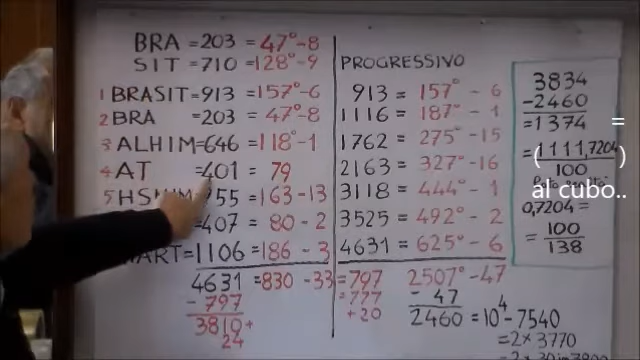 BRA = 203 = 47° - 8
SIT = 710 = 128° - 9
1 BRASIT = 913 = 157° - 6
2 BRA = 203 = 47° - 8
3 ALHIM = 646 = 118° - 1
4 AT = 401 = 79
5 955 = 163 - 13
= 407 = 80 - 2
ART = 1106 = 186 - 3
4631 = 830 - 33 = 797
- 797
3810 +
24
PROGRESSIVO
913 = 157° - 6
1116 = 187° - 1
1762 = 275° - 15
2163 = 327° - 16
3118 = 444° - 1
3525 = 492° - 2
4631 = 625° - 6
2507° - 47
= 777
+ 20
- 47
2460 = 10⁴ - 7540
= 2 x 3770
3834
- 2460
= 1374
=
= ( 1111,7204 )
100
al cubo..
0,7204 =
= 100
138